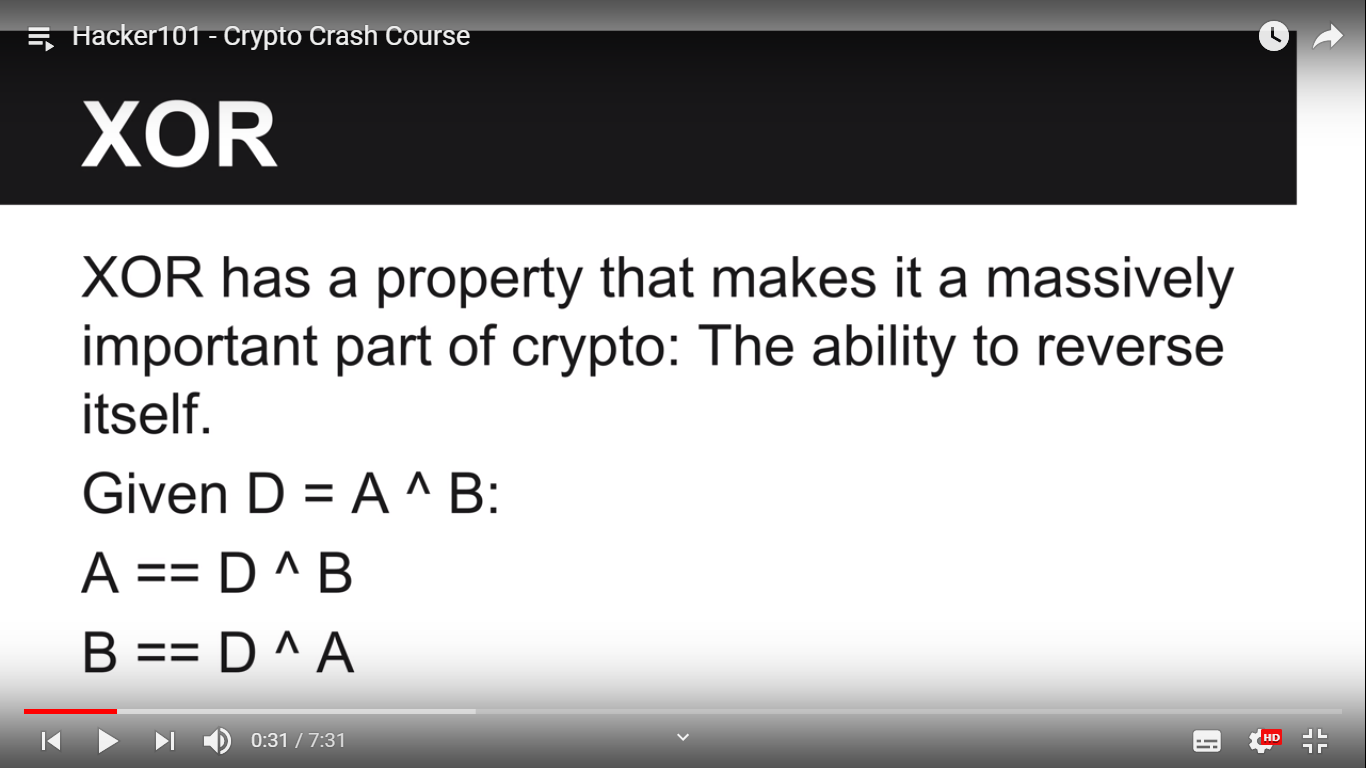 Hacker101 - Crypto Crash Course
XOR
XOR has a property that makes it a massively
important part of crypto: The ability to reverse
itself.
Given D = A ^ B:
A == D ^ B
B == D ^ A
0:31 / 7:31
HD